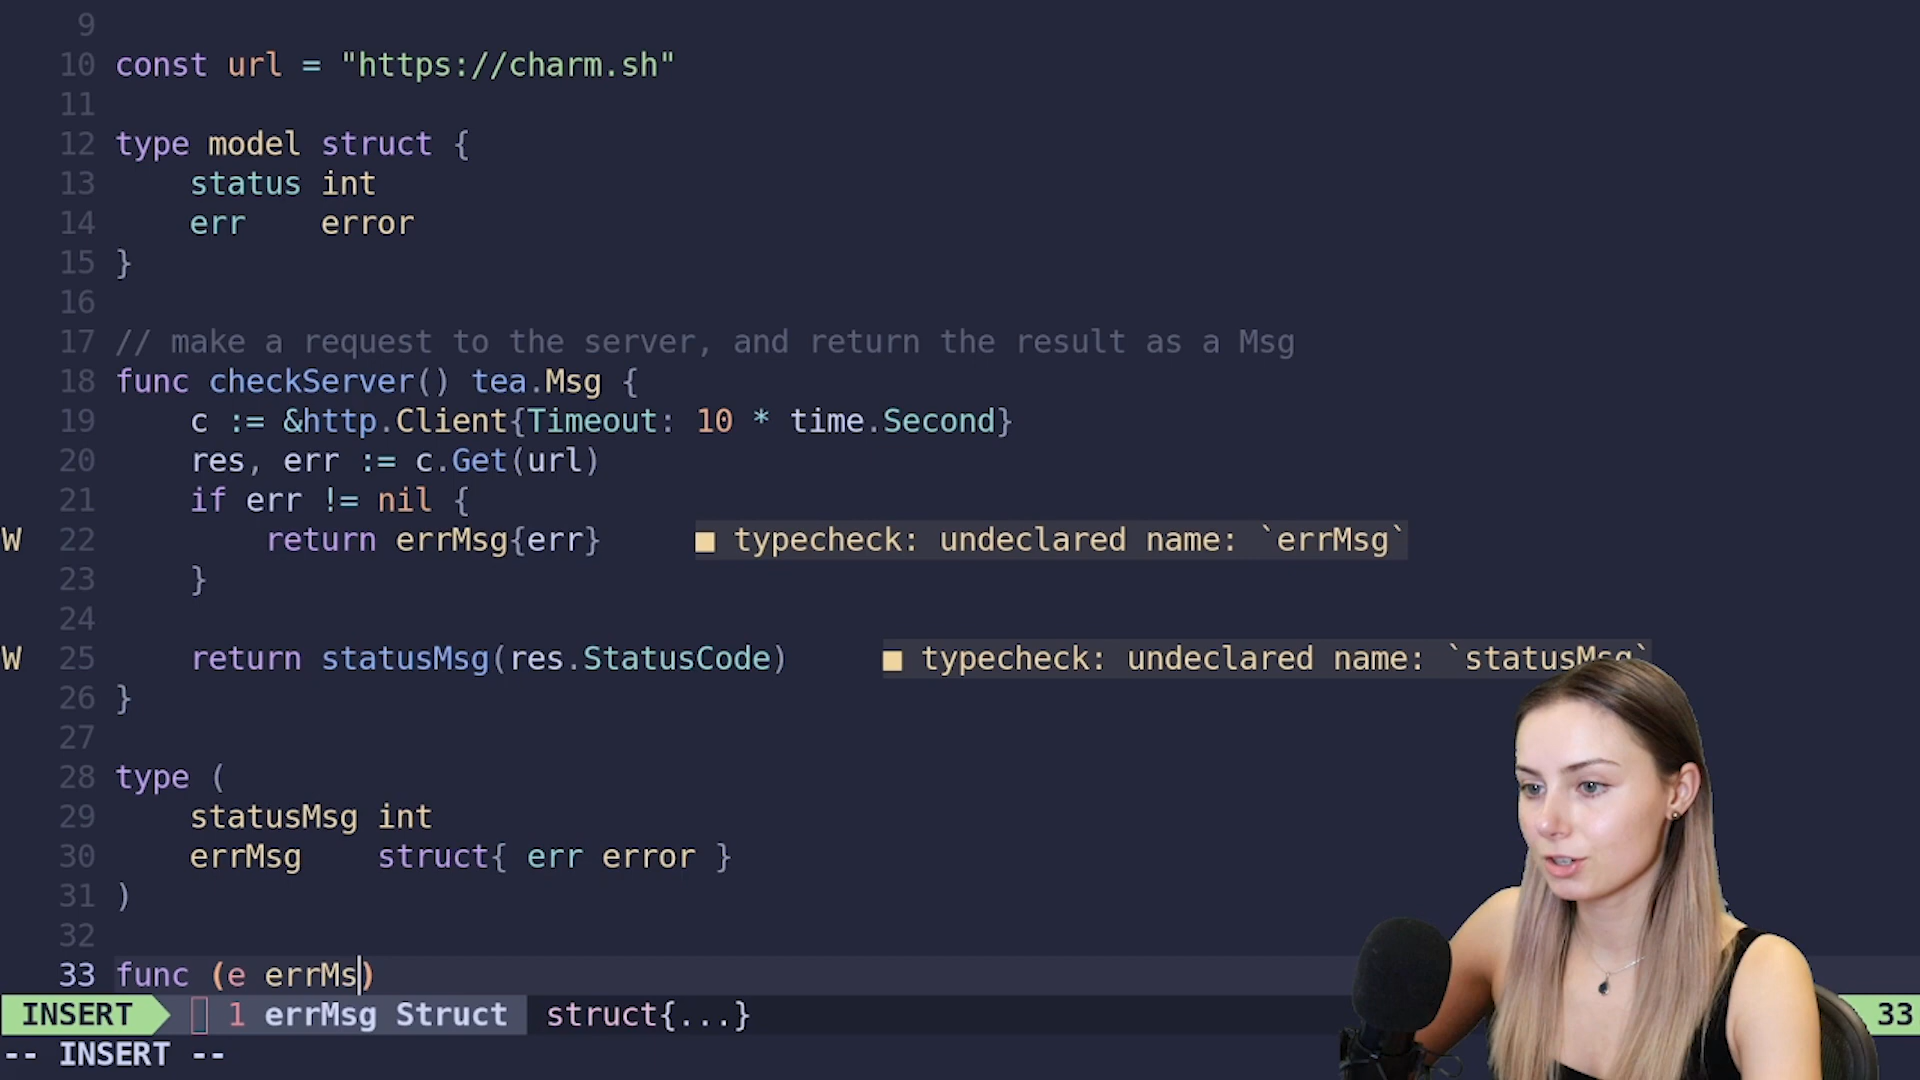 9
10 const url = "https://charm.sh"
11
12 type model struct {
13     status int
14     err    error
15 }
16
17 // make a request to the server, and return the result as a Msg
18 func checkServer() tea.Msg {
19     c := &http.Client{Timeout: 10 * time.Second}
20     res, err := c.Get(url)
21     if err != nil {
W 22         return errMsg{err}     ■ typecheck: undeclared name: `errMsg`
23     }
24
W 25     return statusMsg(res.StatusCode)     ■ typecheck: undeclared name: `statusMsg`
26 }
27
28 type (
29     statusMsg int
30     errMsg    struct{ err error }
31 )
32
33 func (e errMs)
INSERT 1 errMsg Struct struct{...} 33
-- INSERT --